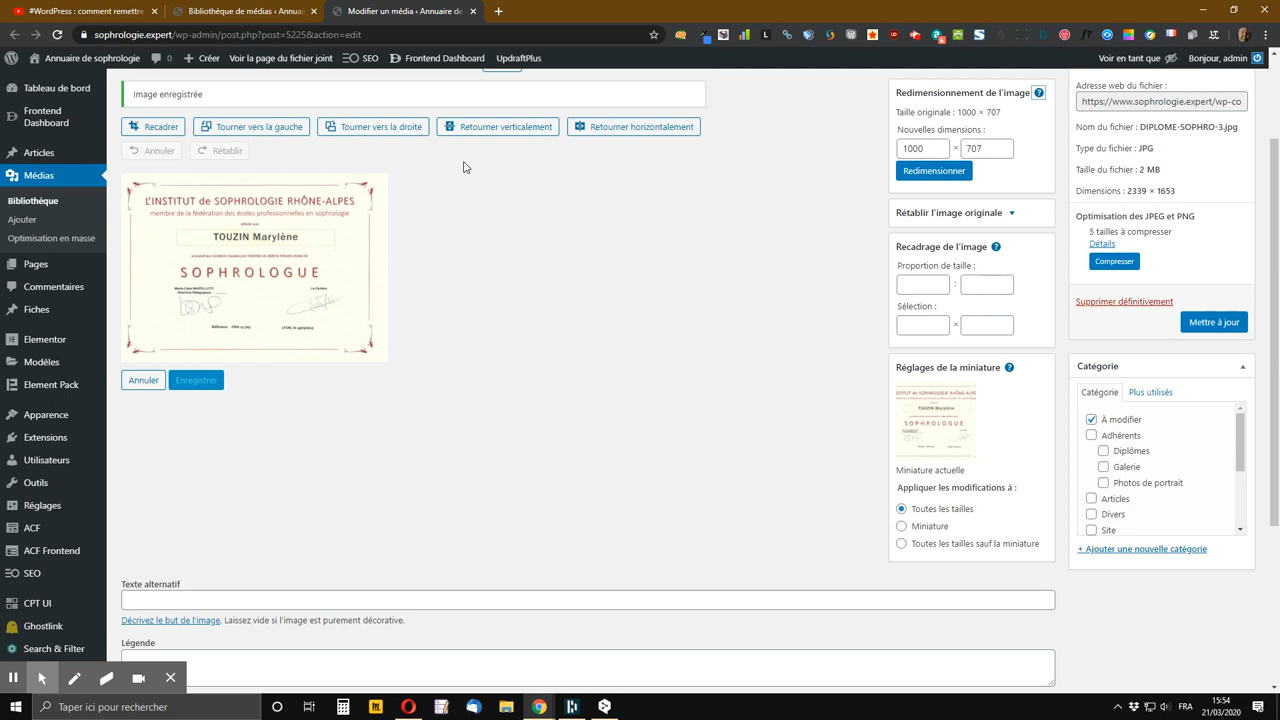 #WordPress : comment remettre
Bibliothèque de médias ‹ Annuai
Modifier un média ‹ Annuaire de
sophrologie.expert/wp-admin/post.php?post=5225&action=edit
Annuaire de sophrologie
0
Créer
Voir la page du fichier joint
SEO
Frontend Dashboard
UpdraftPlus
Voir en tant que
Bonjour, admin
Tableau de bord
Frontend
Dashboard
Articles
Médias
Bibliothèque
Ajouter
Optimisation en masse
Pages
Commentaires
Fiches
Elementor
Modèles
Element Pack
Apparence
Extensions
Utilisateurs
Outils
Réglages
ACF
ACF Frontend
SEO
CPT UI
Ghostlink
Search & Filter
Image enregistrée
Recadrer
Tourner vers la gauche
Tourner vers la droite
Retourner verticalement
Retourner horizontalement
Annuler
Rétablir
L'INSTITUT de SOPHROLOGIE RHÔNE-ALPES
membre de la fédération des écoles professionnelles en sophrologie
TOUZIN Marylène
SOPHROLOGUE
Annuler
Enregistrer
Redimensionnement de l'image
Taille originale : 1000 × 707
Nouvelles dimensions :
1000 × 707
Redimensionner
Rétablir l'image originale
Recadrage de l'image
Proportion de taille :
:
Sélection :
×
Réglages de la miniature
TOUZIN Marylène
SOPHROLOGUE
Miniature actuelle
Appliquer les modifications à :
Toutes les tailles
Miniature
Toutes les tailles sauf la miniature
Adresse web du fichier :
https://www.sophrologie.expert/wp-co
Nom du fichier : DIPLOME-SOPHRO-3.jpg
Type du fichier : JPG
Taille du fichier : 2 MB
Dimensions : 2339 × 1653
Optimisation des JPEG et PNG
5 tailles à compresser
Détails
Compresser
Supprimer définitivement
Mettre à jour
Catégorie
Catégorie
Plus utilisés
À modifier
Adhérents
Diplômes
Galerie
Photos de portrait
Articles
Divers
Site
+ Ajouter une nouvelle catégorie
Texte alternatif
Décrivez le but de l'image. Laissez vide si l'image est purement décorative.
Légende
Taper ici pour rechercher
FRA
15:54
21/03/2020